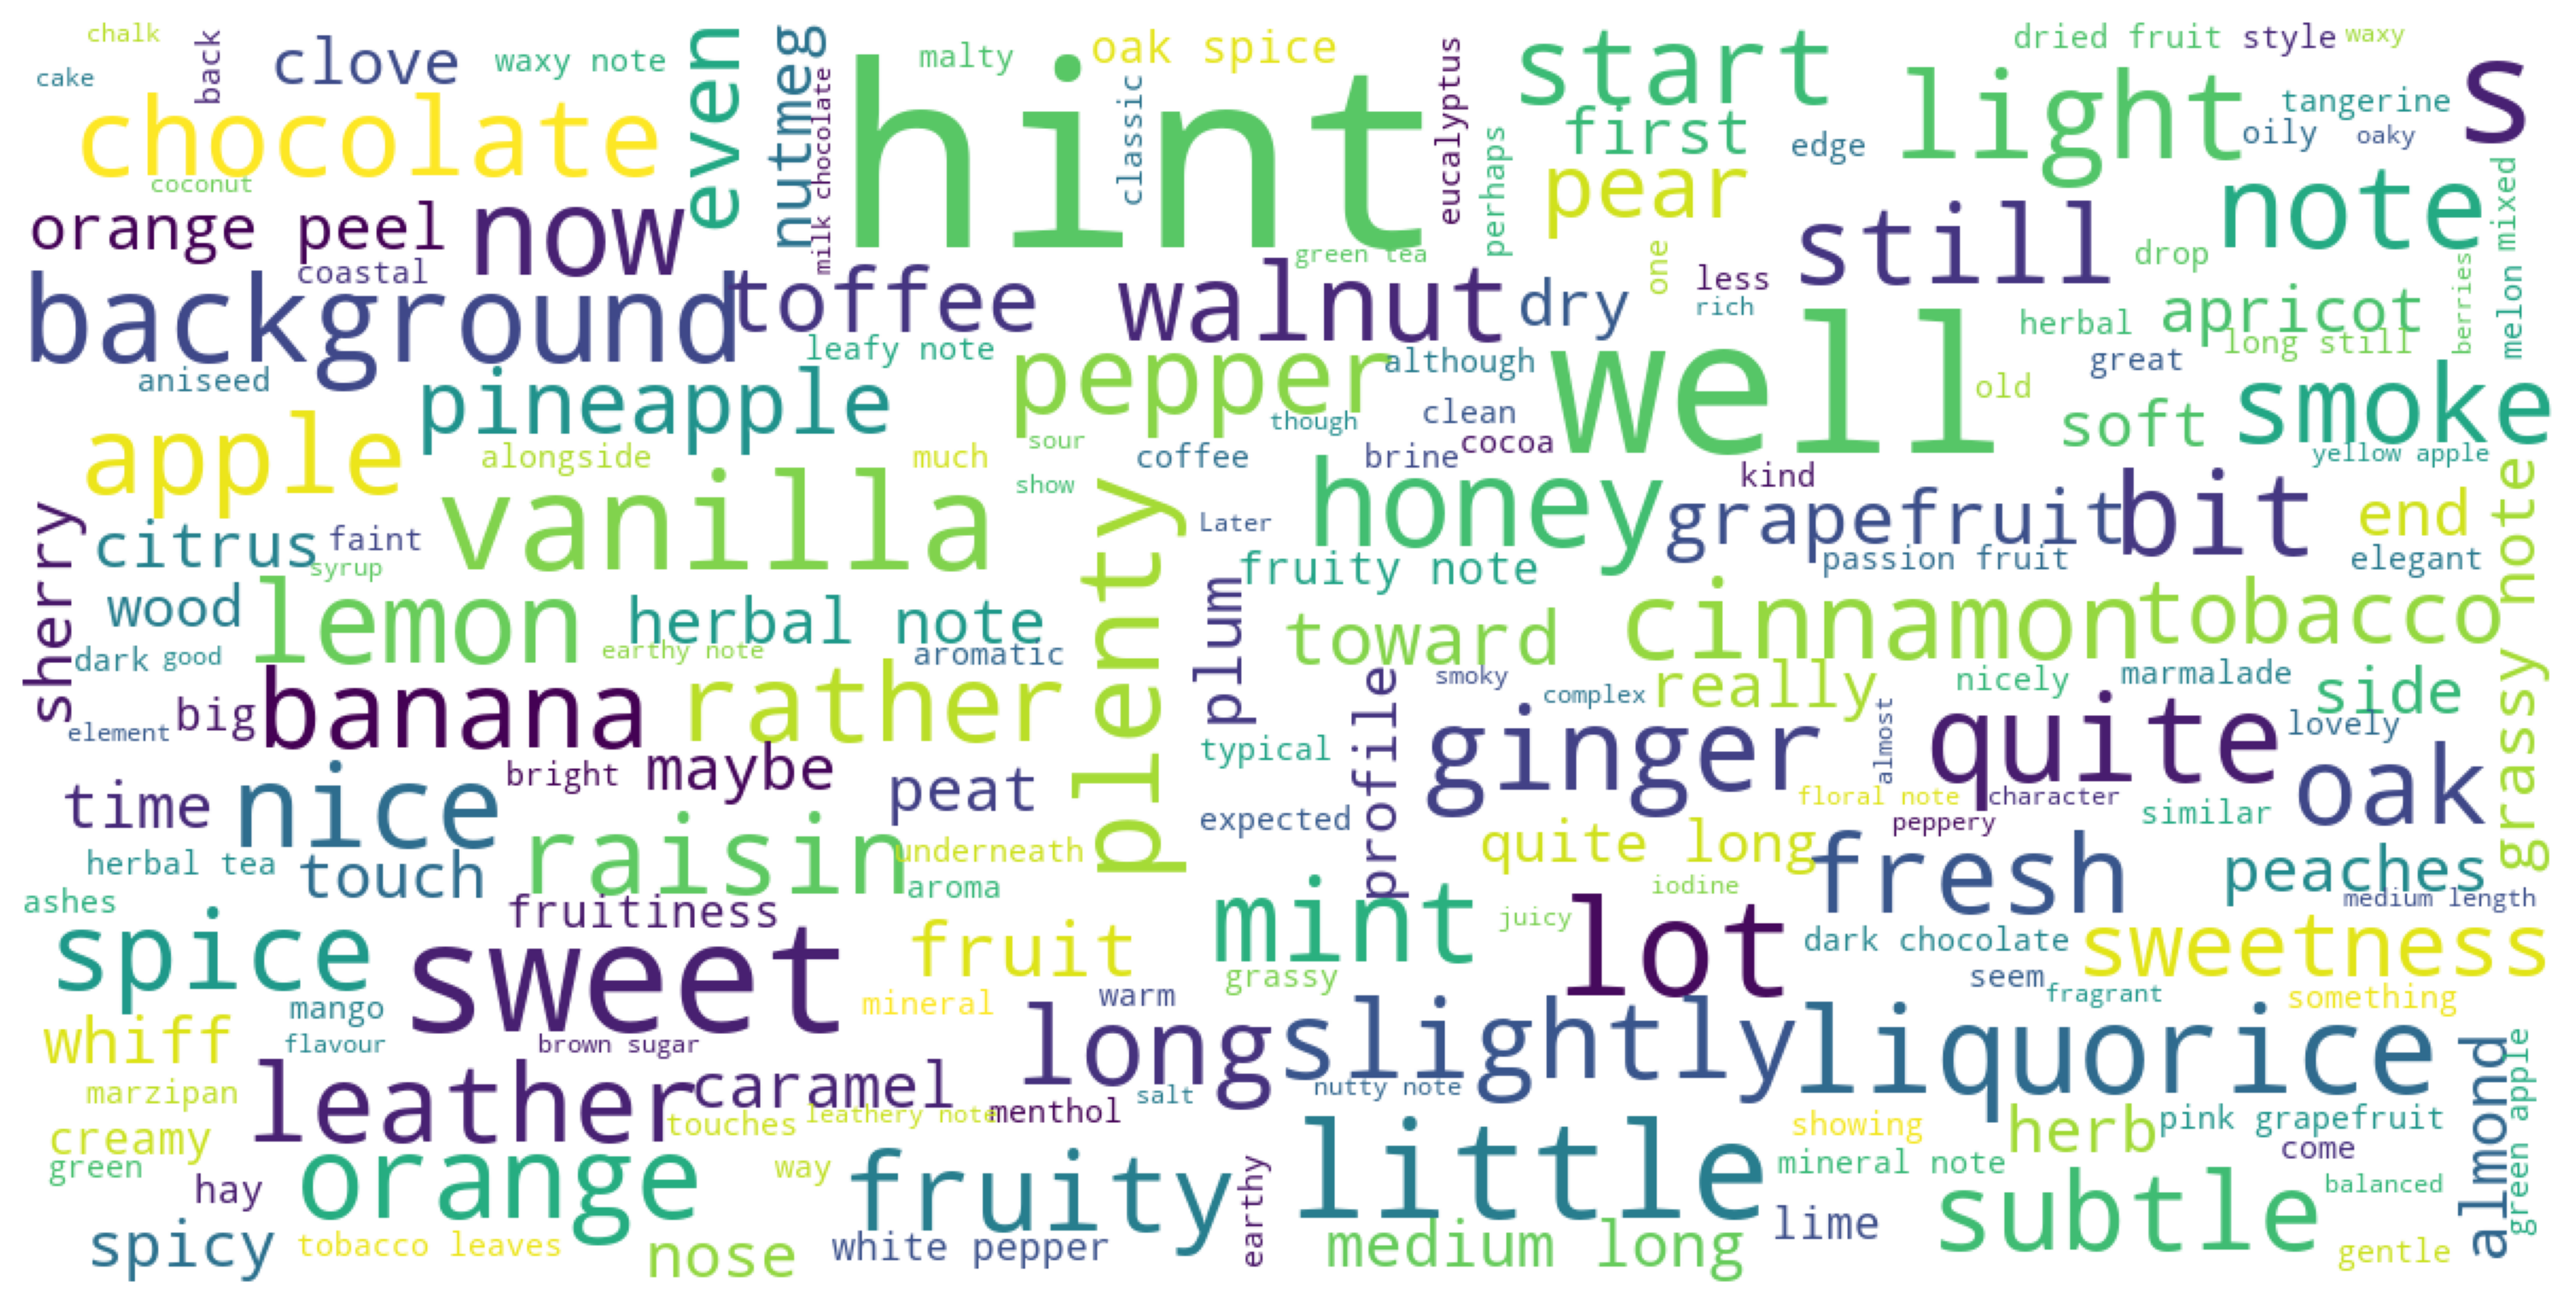 chalk
back
clove
waxy note
even
nutmeg
malty
oak spice
start
dried fruit
style
waxy
cake
chocolate
milk chocolate
hint
classic
eucalyptus
first
edge
light
tangerine
oily
oaky
s
coconut
perhaps
pear
note
mixed
orange peel
now
green tea
one
still
drop
coastal
background
toffee
walnut
dry
less
rich
herbal
apricot
berries
melon
aniseed
leafy note
pepper
although
well
great
long still
pineapple
clean
old
soft
smoke
apple
though
alongside
much
sour
coffee
brine
cocoa
yellow apple
vanilla
show
plenty
honey
kind
grapefruit
bit
end
grassy note
sherry
citrus
faint
Later
passion fruit
elegant
syrup
fruity note
wood
lemon
herbal note
plum
toward
cinnamon
tobacco
dark
good
earthy note
aromatic
smoky
complex
really
nicely
marmalade
side
element
big
banana
rather
typical
profile
ginger
almost
quite
lovely
time
nice
bright
maybe
peat
expected
floral note
character
similar
oak
herbal tea
touch
raisin
underneath
quite long
peppery
fresh
peaches
ashes
fruitiness
aroma
mint
iodine
medium length
spice
sweet
fruit
grassy
juicy
lot
dark chocolate
sweetness
mango
mineral
warm
seem
fragrant
something
whiff
flavour
brown sugar
long
slightly
liquorice
almond
green apple
marzipan
leather
caramel
salt
nutty note
creamy
touches
leathery note
menthol
little
showing
herb
pink grapefruit
green
orange
way
fruity
earthy
mineral note
come
hay
subtle
balanced
spicy
tobacco leaves
nose
white pepper
medium long
lime
gentle